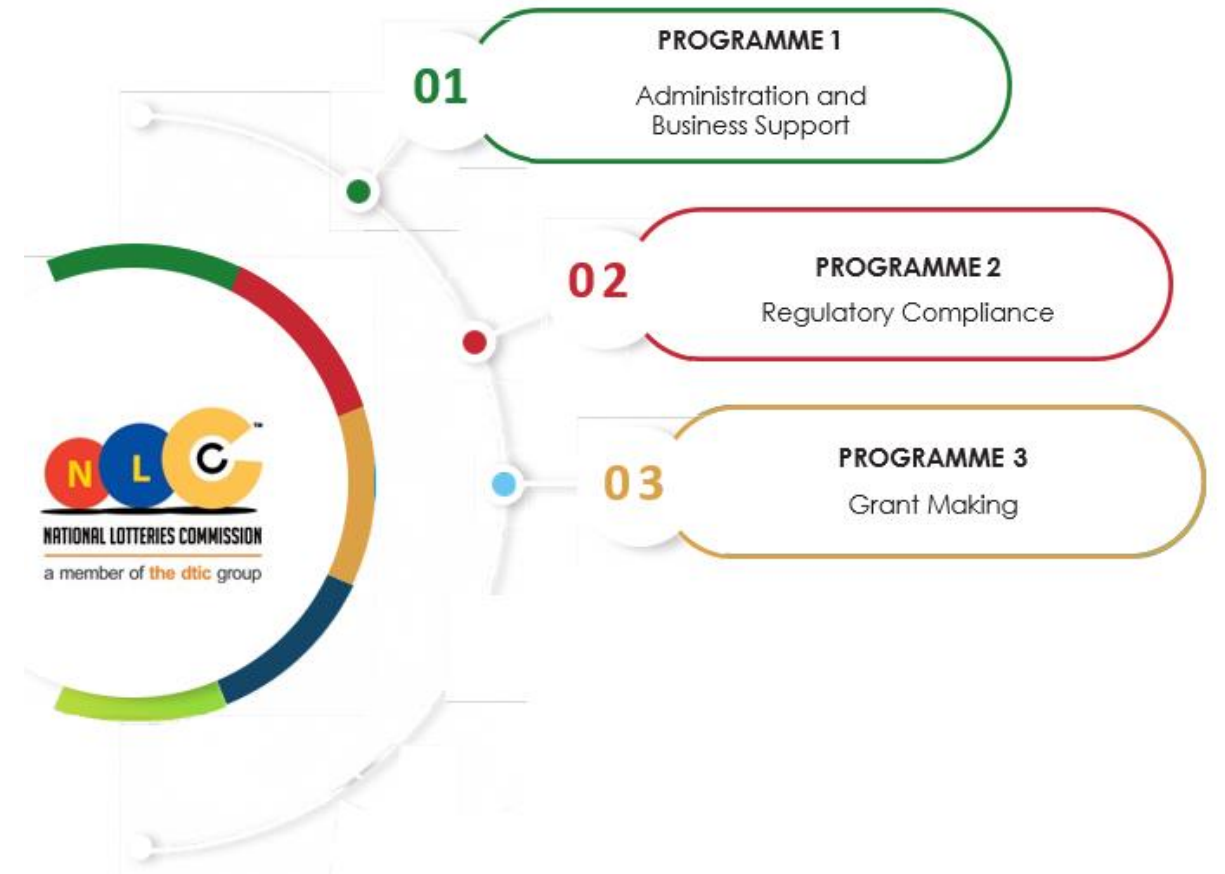 01
PROGRAMME 1
Administration and
Business Support
02
PROGRAMME 2
Regulatory Compliance
03
PROGRAMME 3
Grant Making
N L C C
TM
NATIONAL LOTTERIES COMMISSION
a member of the dtic group